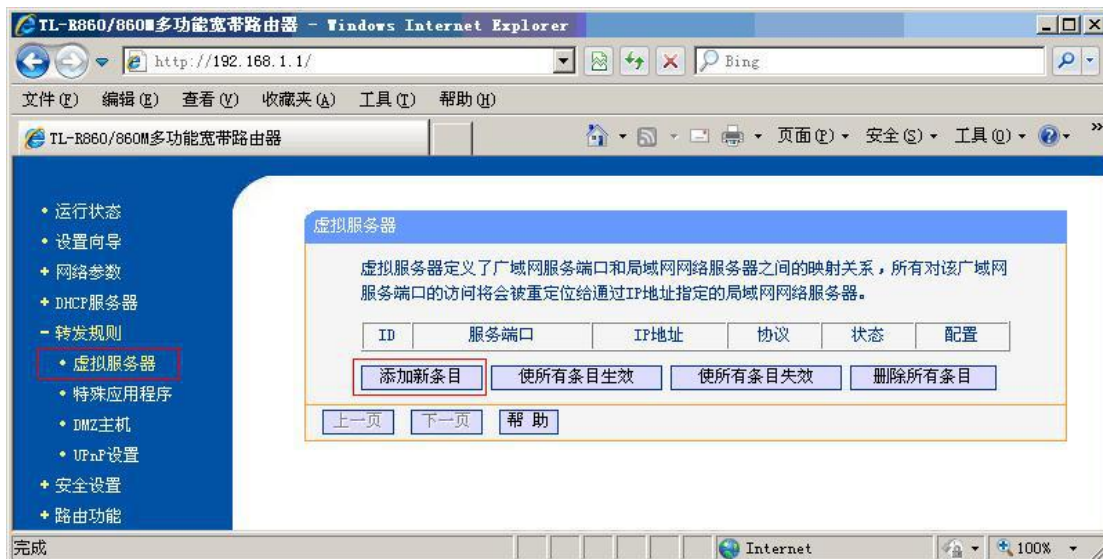 TL-R860/860M多功能宽带路由器 - Windows Internet Explorer
http://192.168.1.1/
Bing
文件(F) 编辑(E) 查看(V) 收藏夹(A) 工具(T) 帮助(H)
TL-R860/860M多功能宽带路由器
页面(P) 安全(S) 工具(O)
运行状态
设置向导
网络参数
DHCP服务器
转发规则
虚拟服务器
特殊应用程序
DMZ主机
UPnP设置
安全设置
路由功能
虚拟服务器
虚拟服务器定义了广域网服务端口和局域网网络服务器之间的映射关系，所有对该广域网
服务端口的访问将会被重定位给通过IP地址指定的局域网网络服务器。
ID 服务端口 IP地址 协议 状态 配置
添加新条目 使所有条目生效 使所有条目失效 删除所有条目
上一页 下一页 帮 助
完成 Internet 100%